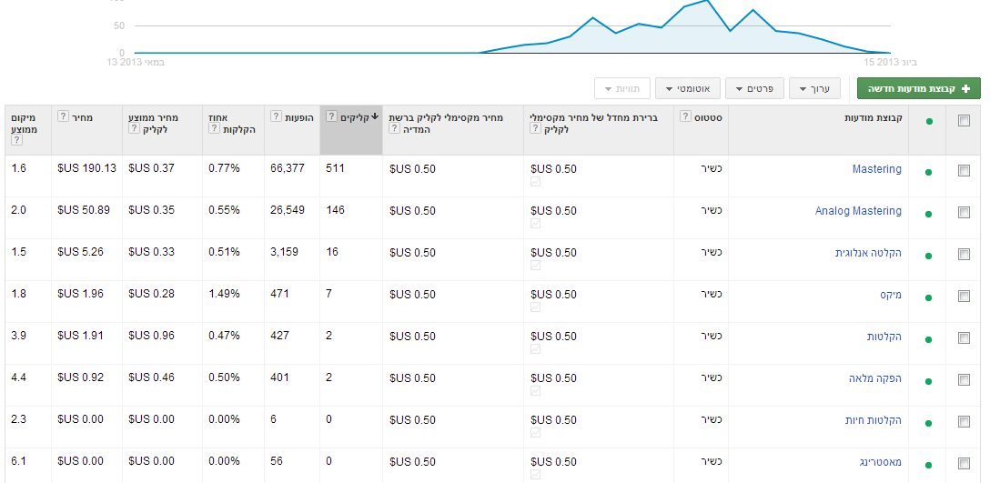 50
0
13 במאי 2013
15 ביונ 2013
קבוצת מודעות חדשה
ערוך
פרטים
אוטומטי
תוויות
קבוצת מודעות
סטטוס ?
ברירת מחדל של מחיר מקסימלי לקליק ?
מחיר מקסימלי לקליק ברשת המדיה ?
קליקים ?
הופעות ?
אחוז הקלקות ?
מחיר ממוצע לקליק ?
מחיר ?
מיקום ממוצע ?
Mastering כשיר $US 0.50 $US 0.50 511 66,377 0.77% $US 0.37 $US 190.13 1.6
Analog Mastering כשיר $US 0.50 $US 0.50 146 26,549 0.55% $US 0.35 $US 50.89 2.0
הקלטה אנלוגית כשיר $US 0.50 $US 0.50 16 3,159 0.51% $US 0.33 $US 5.26 1.5
מיקס כשיר $US 0.50 $US 0.50 7 471 1.49% $US 0.28 $US 1.96 1.8
הקלטות כשיר $US 0.50 $US 0.50 2 427 0.47% $US 0.96 $US 1.91 3.9
הפקה מלאה כשיר $US 0.50 $US 0.50 2 401 0.50% $US 0.46 $US 0.92 4.4
הקלטות חיות כשיר $US 0.50 $US 0.50 0 6 0.00% $US 0.00 $US 0.00 2.3
מאסטרינג כשיר $US 0.50 $US 0.50 0 56 0.00% $US 0.00 $US 0.00 6.1